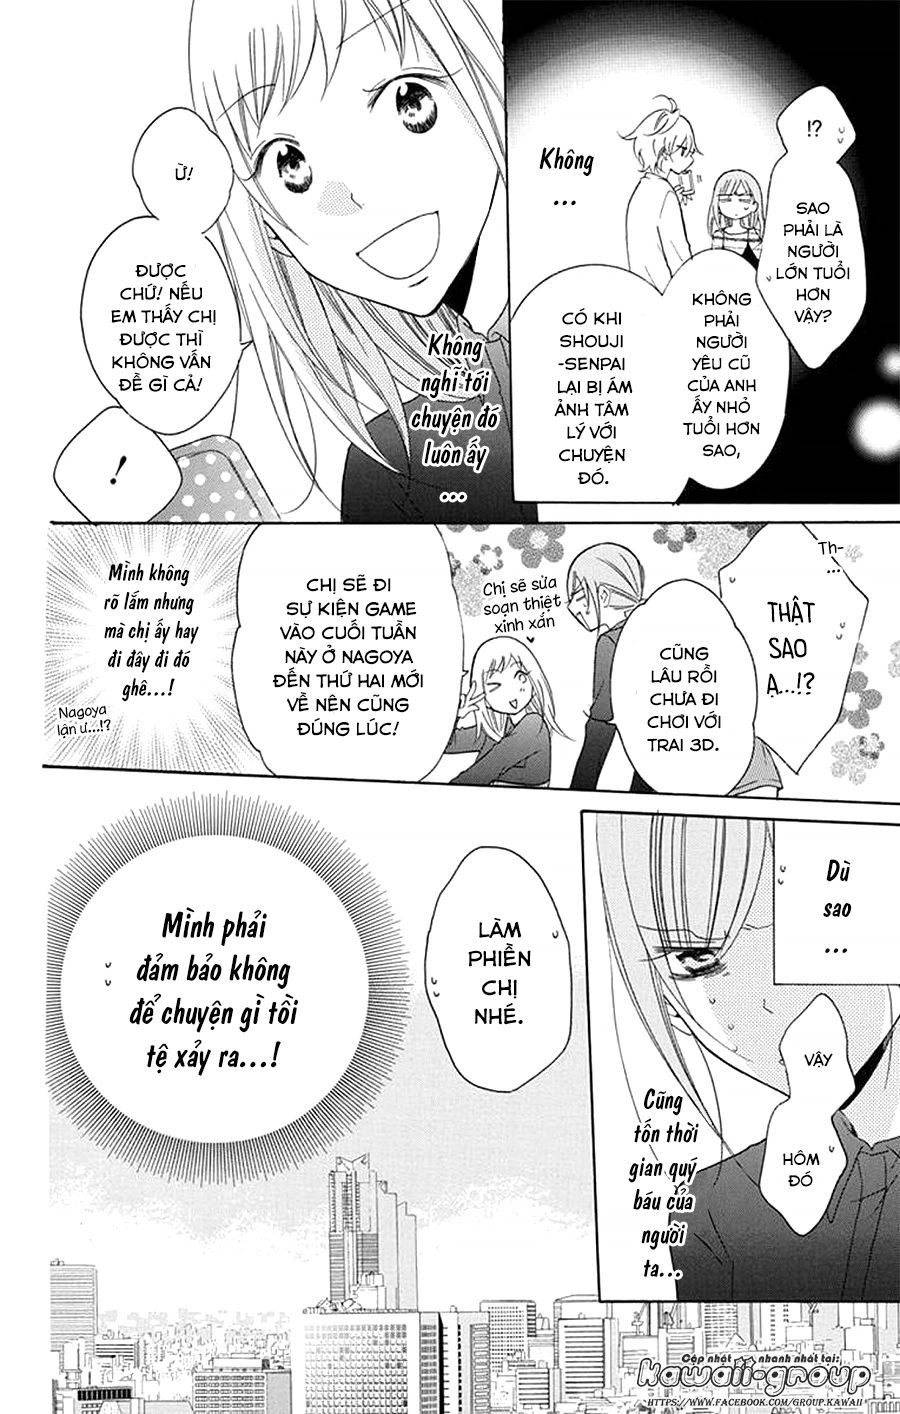 !?
SAO
PHẢI LÀ
NGƯỜI
LỚN TUỔI
HƠN
VẬY?
KHÔNG
PHẢI
NGƯỜI
YÊU CŨ
CỦA ANH
ẤY NHỎ
TUỔI HƠN
SAO,
CÓ KHI
SHOUJI
-SENPAI
LẠI BỊ ÁM
ẢNH TÂM
LÝ VỚI
CHUYỆN
ĐÓ.
Không
...
Không
nghĩ tới
chuyện đó
luôn ấy
...
Ừ!
ĐƯỢC
CHỨ! NẾU
EM THẤY CHỊ
ĐƯỢC THÌ
KHÔNG VẤN
ĐỀ GÌ CẢ!
!
Th-
...
THẬT
SAO
Ạ...!?
CŨNG
LÂU RỒI
CHƯA ĐI
CHƠI VỚI
TRAI 3D.
Chị sẽ sửa
soạn thiệt
xinh xắn
CHỊ SẼ ĐI
SỰ KIỆN GAME
VÀO CUỐI TUẦN
NÀY Ở NAGOYA
ĐẾN THỨ HAI MỚI
VỀ NÊN CŨNG
ĐÚNG LÚC!
Mình không
rõ lắm nhưng
mà chị ấy hay
đi đây đi đó
ghê...!
Nagoya
lận ư...!?
Dù
sao
...
VẬY
HÔM
ĐÓ
Cũng
tốn thời
gian quý
báu của
người
ta...
LÀM
PHIỀN
CHỊ
NHÉ.
Mình phải
đảm bảo không
để chuyện gì tồi
tệ xảy ra...!
Cập nhật nhanh nhất tại:
kawaii-group
HTTPS://WWW.FACEBOOK.COM/GROUP.KAWAII